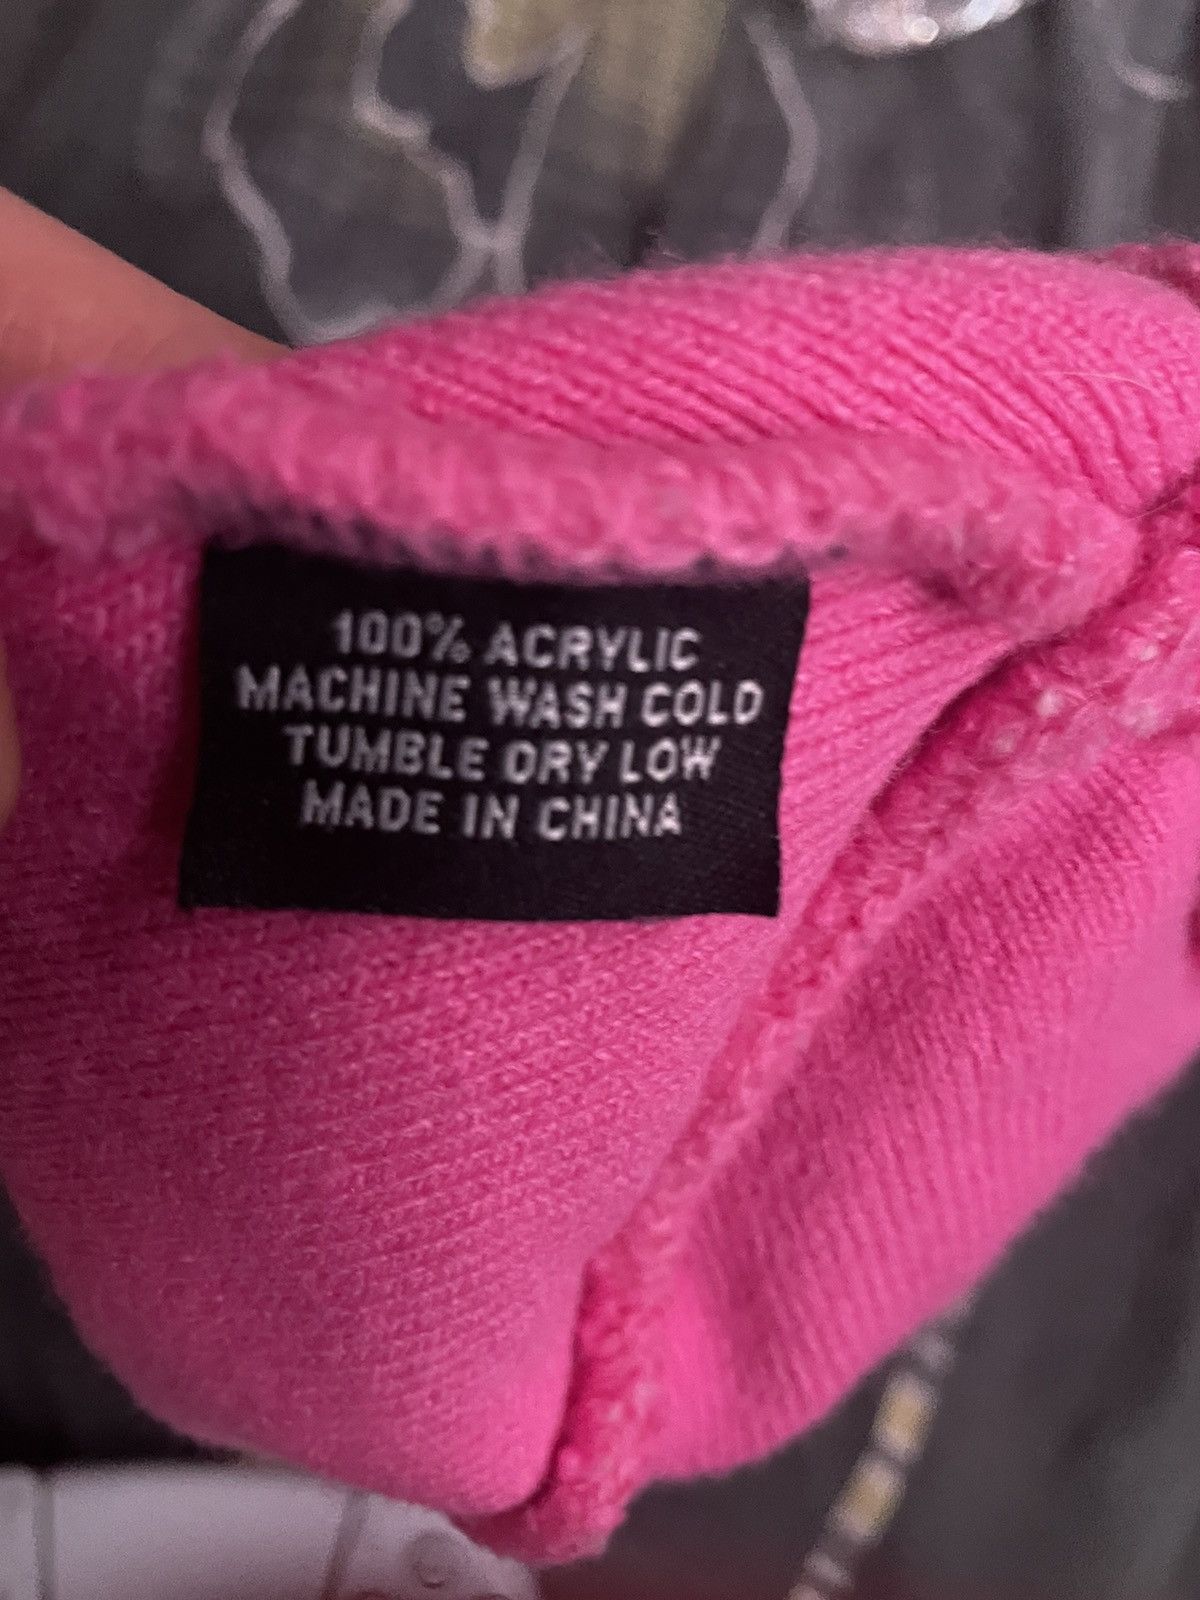 100% ACRYLIC
MACHINE WASH COLD
TUMBLE DRY LOW
MADE IN CHINA